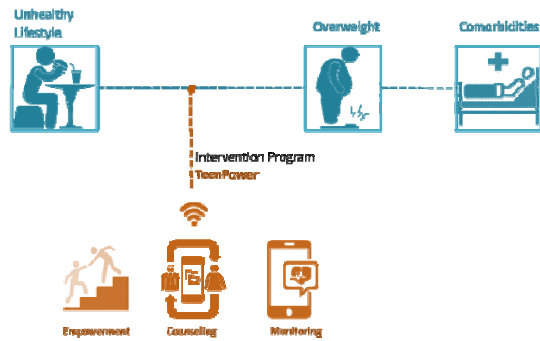 Unhealthy
Lifestyle
Overweight
Comorbidities
Intervention Program
TeenPower
Empowerment
Counseling
Monitoring